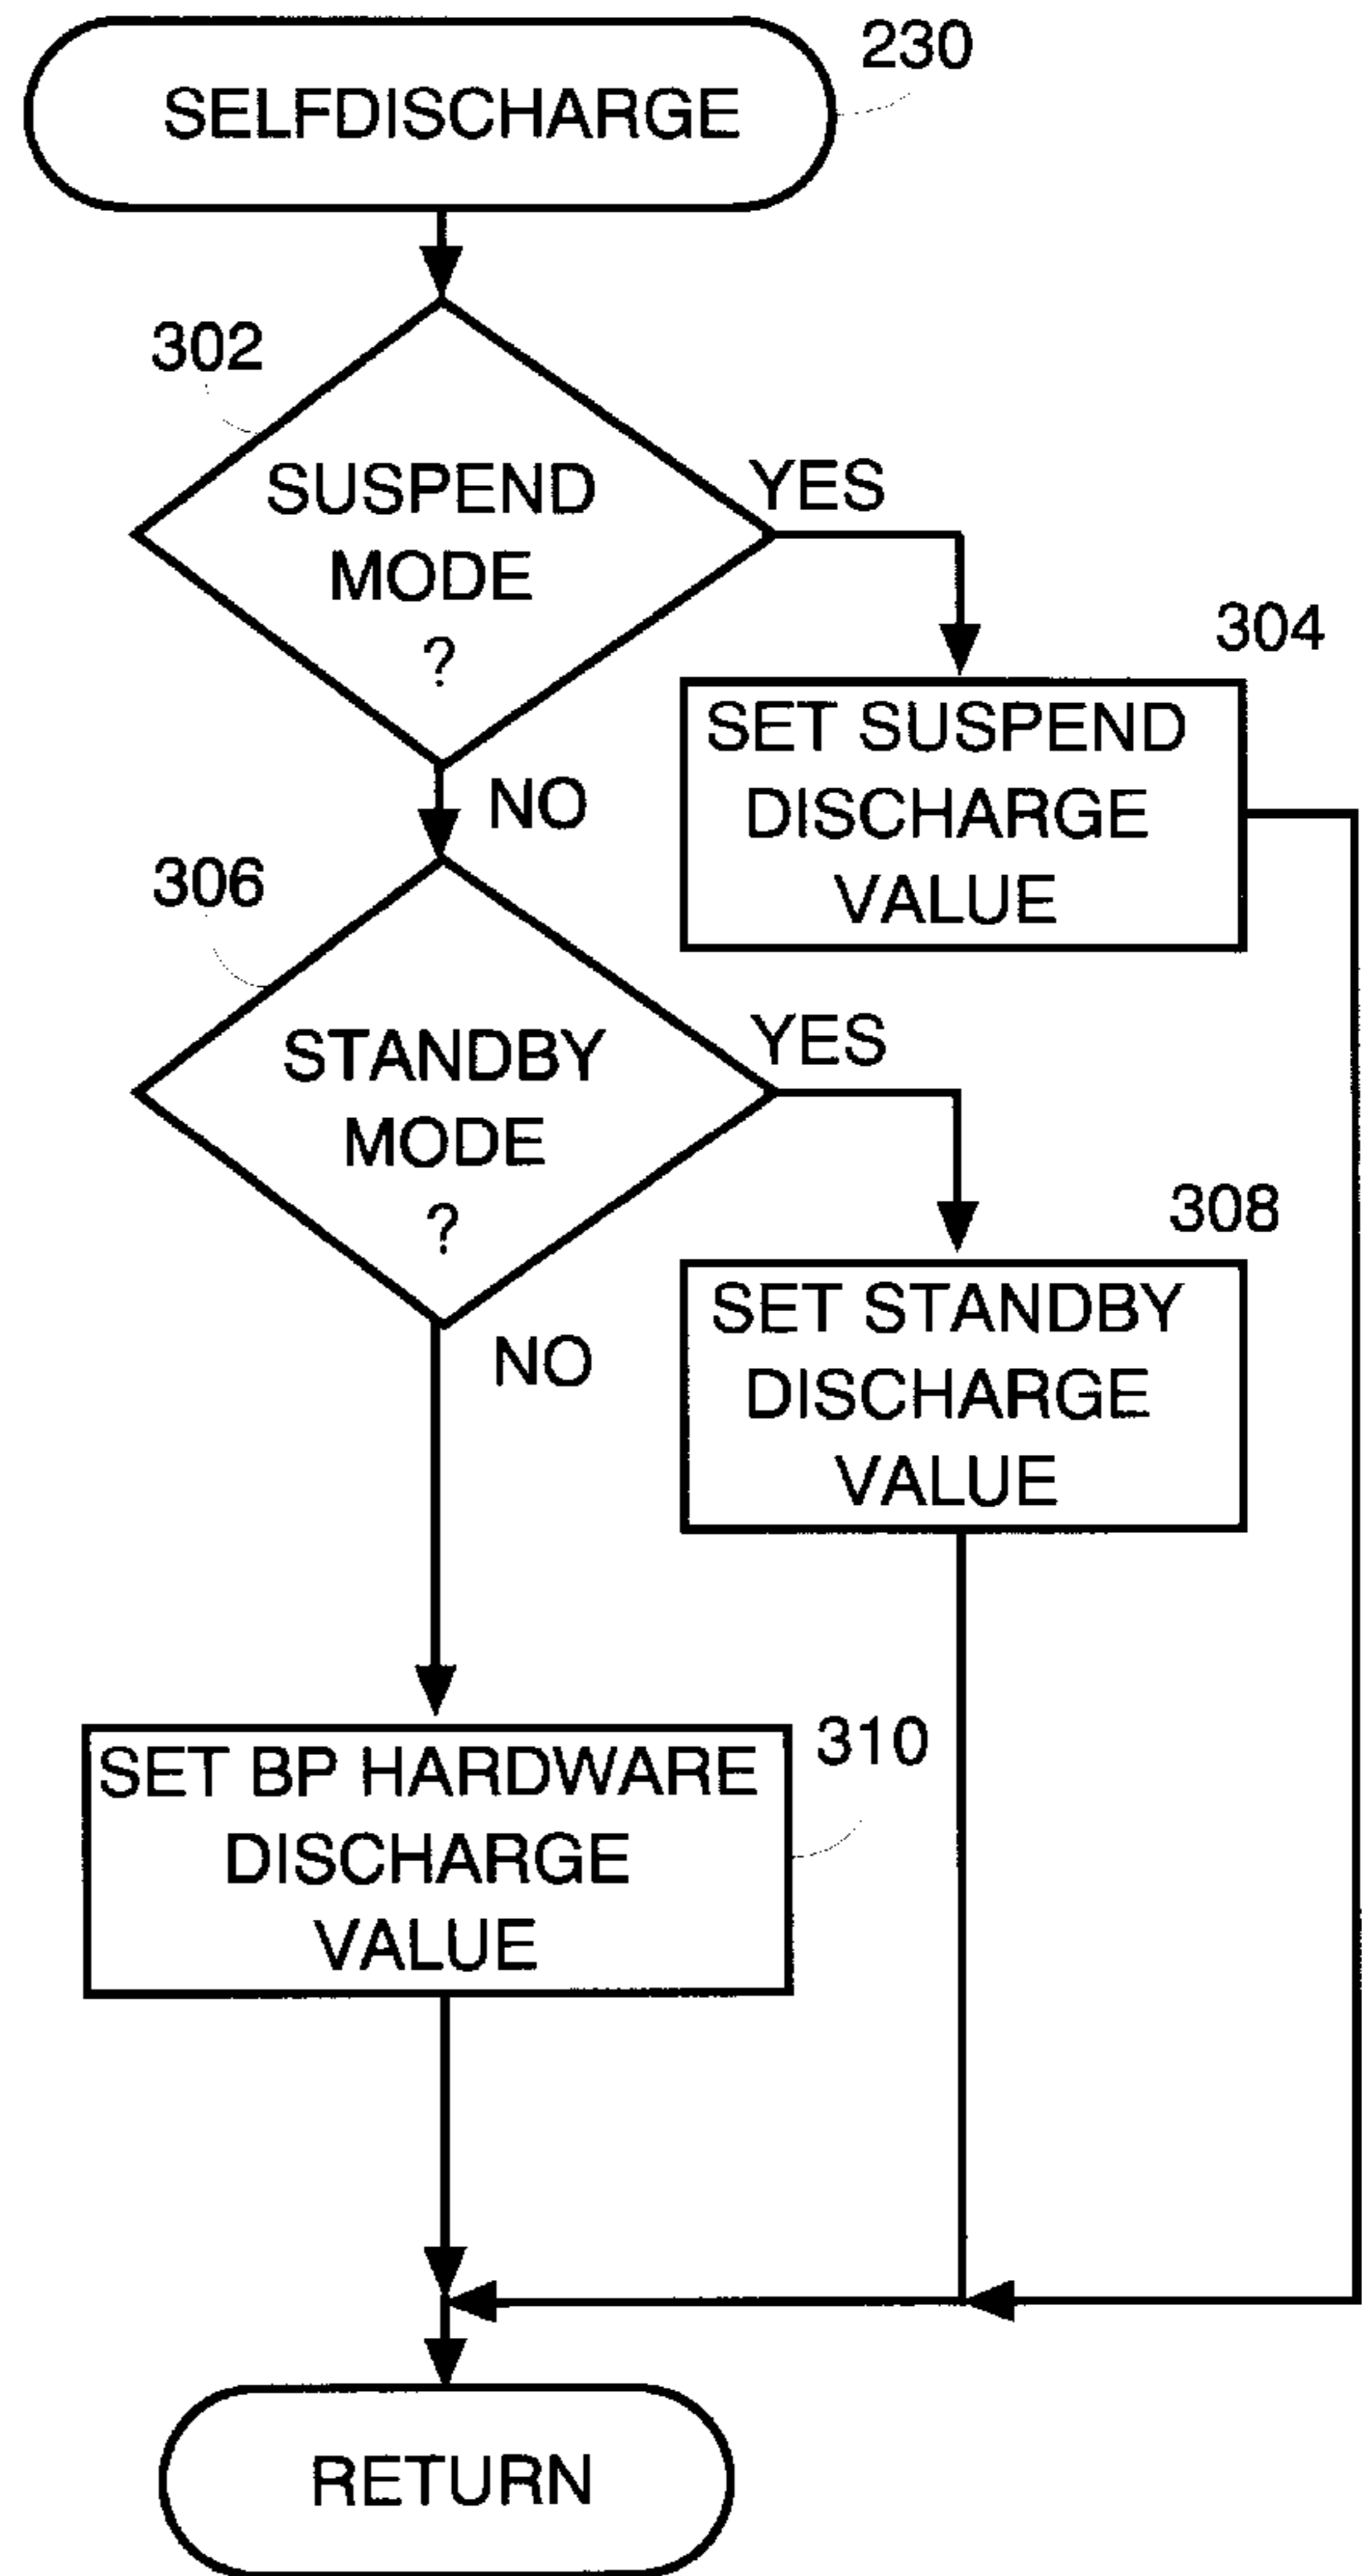 230
SELFDISCHARGE
302
SUSPEND
MODE
?
YES
NO
304
SET SUSPEND
DISCHARGE
VALUE
306
STANDBY
MODE
?
YES
NO
308
SET STANDBY
DISCHARGE
VALUE
310
SET BP HARDWARE
DISCHARGE
VALUE
RETURN